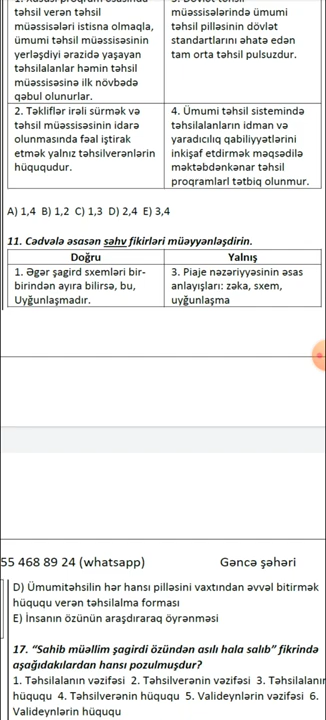 təhsil verən təhsil
müəssisələri istisna olmaqla,
ümumi təhsil müəssisəsinin
yerləşdiyi ərazidə yaşayan
təhsilalanlar həmin təhsil
müəssisəsinə ilk növbədə
qəbul olunurlar.
müəssisələrində ümumi
təhsil pilləsinin dövlət
standartlarını əhatə edən
tam orta təhsil pulsuzdur.
2. Təkliflər irəli sürmək və
təhsil müəssisəsinin idarə
olunmasında fəal iştirak
etmək yalnız təhsilverənlərin
hüququdur.
4. Ümumi təhsil sistemində
təhsilalanların idman və
yaradıcılıq qabiliyyətlərini
inkişaf etdirmək məqsədilə
məktəbdənkənar təhsil
proqramları tətbiq olunmur.
A) 1,4 B) 1,2 C) 1,3 D) 2,4 E) 3,4
11. Cədvələ əsasən səhv fikirləri müəyyənləşdirin.
Doğru
Yalnış
1. Əgər şagird sxemləri bir-
birindən ayıra bilirsə, bu,
Uyğunlaşmadır.
3. Piaje nəzəriyyəsinin əsas
anlayışları: zəka, sxem,
uyğunlaşma
55 468 89 24 (whatsapp) Gəncə şəhəri
D) Ümumitəhsilin hər hansı pilləsini vaxtından əvvəl bitirmək
hüququ verən təhsilalma forması
E) İnsanın özünün araşdıraraq öyrənməsi
17. “Sahib müəllim şagirdi özündən asılı hala salıb” fikrində
aşağıdakılardan hansı pozulmuşdur?
1. Təhsilalanın vəzifəsi 2. Təhsilverənin vəzifəsi 3. Təhsilalanın
hüququ 4. Təhsilverənin hüququ 5. Valideynlərin vəzifəsi 6.
Valideynlərin hüququ